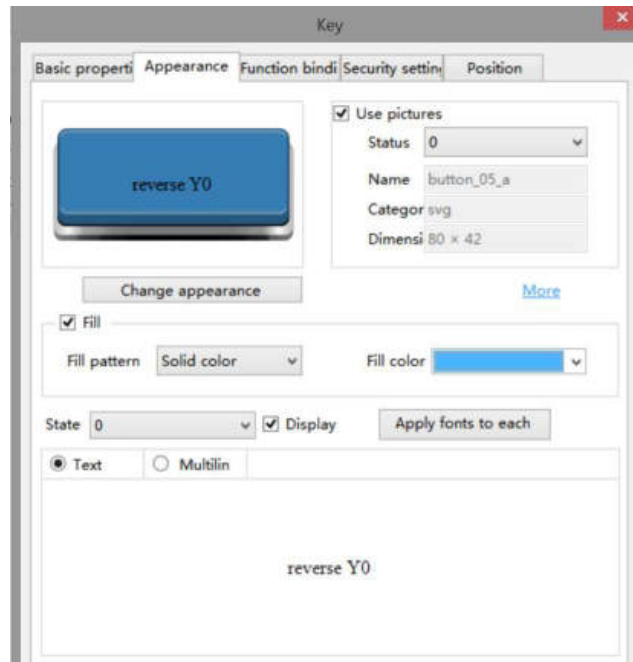 Key
Basic properti Appearance Function bindi Security settin Position
reverse Y0
Use pictures
Status 0
Name button_05_a
Categor svg
Dimensi 80 × 42
Change appearance
More
Fill
Fill pattern Solid color Fill color
State 0 Display Apply fonts to each
Text Multilin
reverse Y0